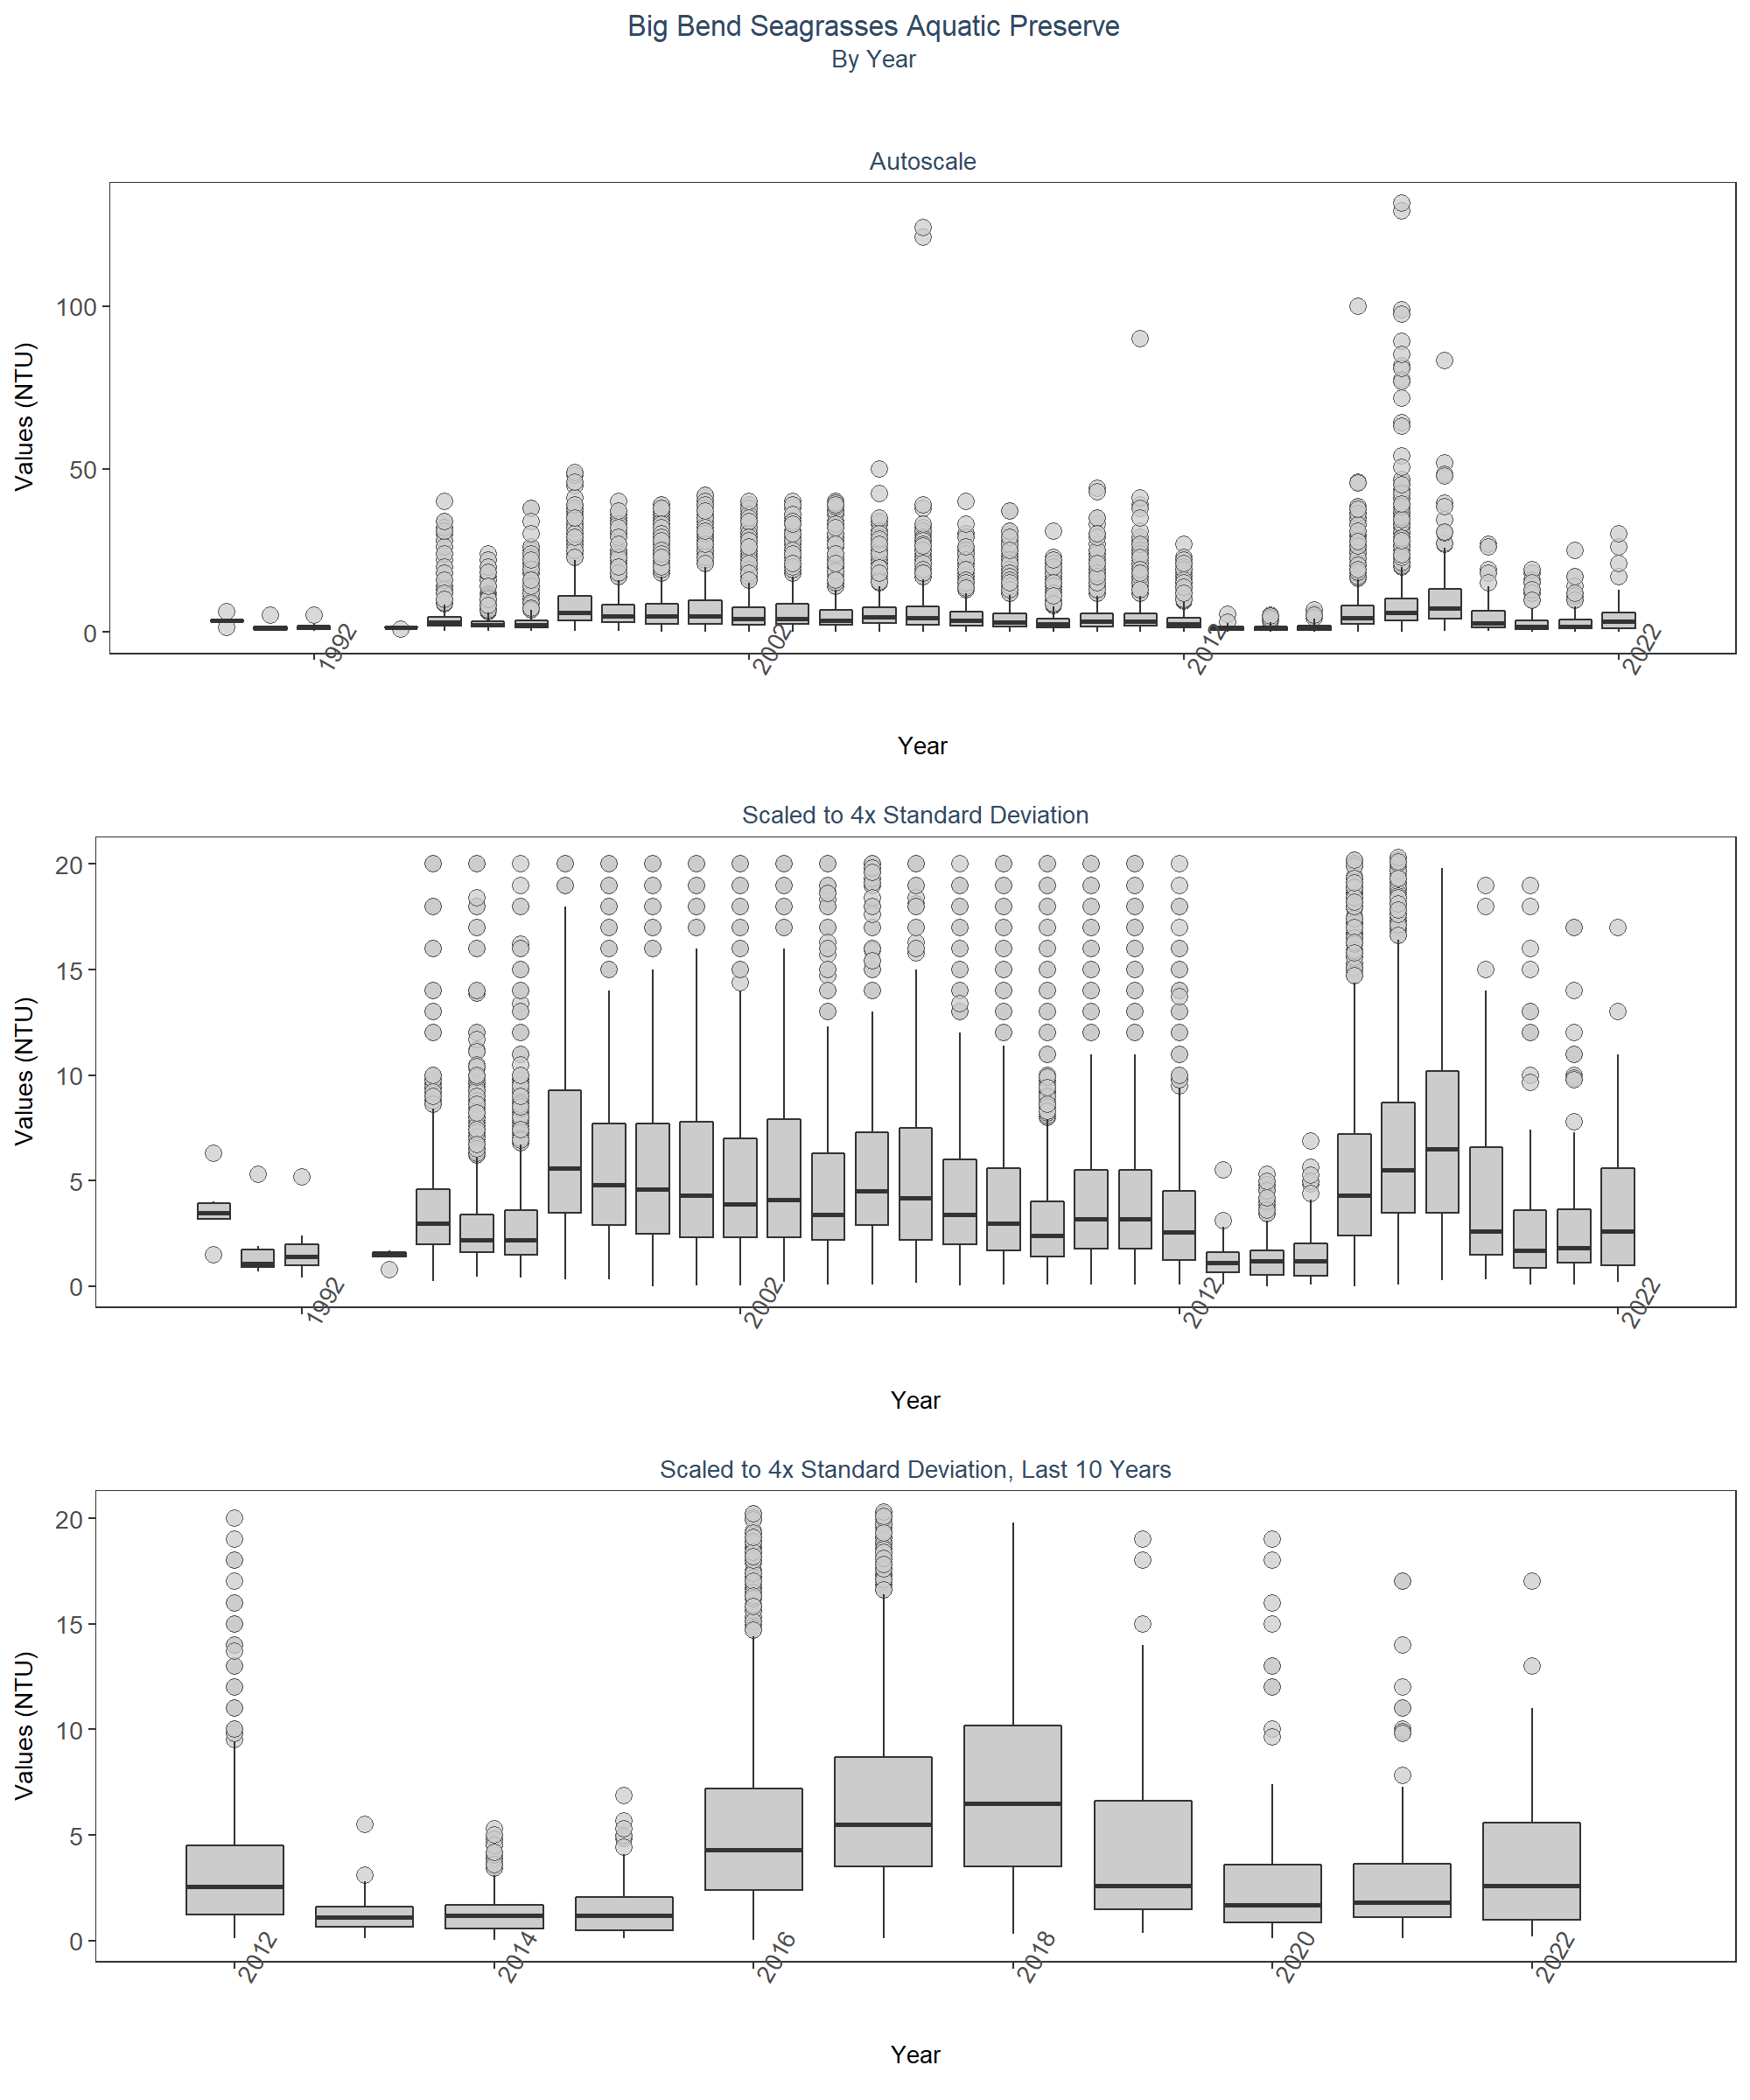 Big Bend Seagrasses Aquatic Preserve
By Year
Autoscale
Values (NTU)
100
50
0
1992
2002
2012
2022
Year
Scaled to 4x Standard Deviation
Values (NTU)
20
15
10
5
0
1992
2002
2012
2022
Year
Scaled to 4x Standard Deviation, Last 10 Years
Values (NTU)
20
15
10
5
0
2012
2014
2016
2018
2020
2022
Year